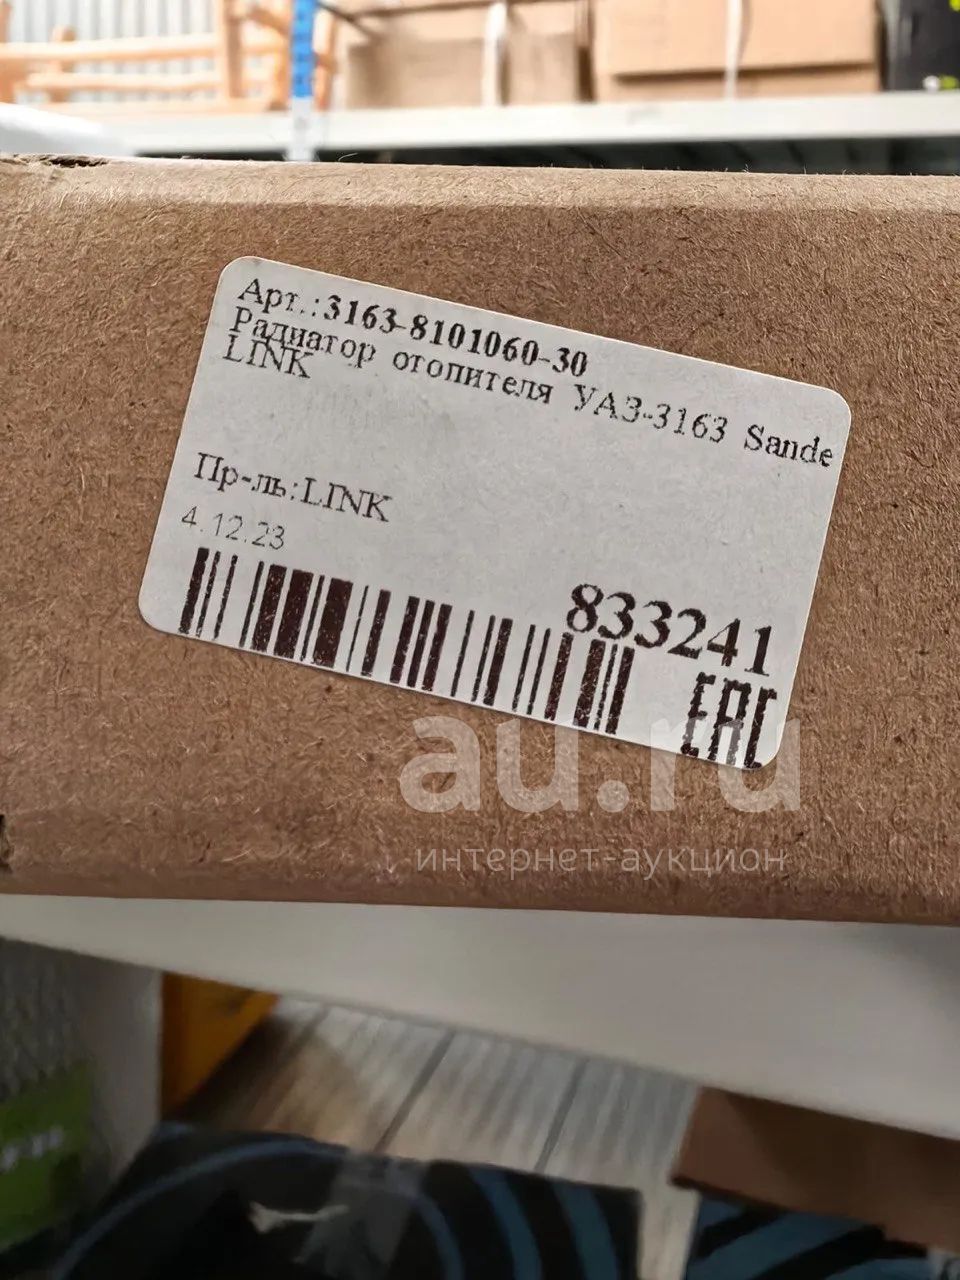 Арт.:3163-8101060-30
Радиатор отопителя УАЗ-3163 Sande
LINK
Пр-ль:LINK
4.12.23
833241
EAC
au.ru
интернет-аукцион